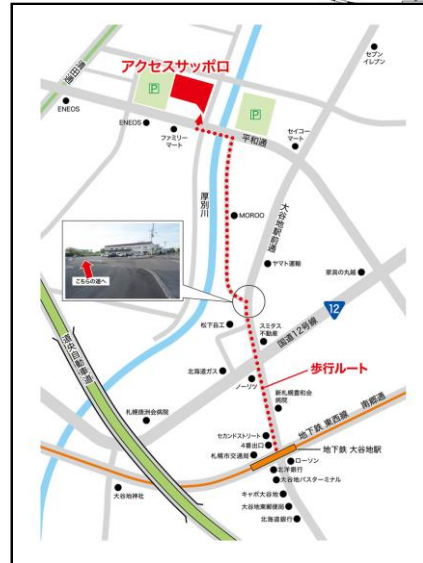 清田通
セブン
イレブン
アクセスサッポロ
ENEOS
P
P
ENEOS
ファミリー
マート
平和通
セイコー
マート
厚別川
大谷地駅前通
MOROO
ヤマト運輸
家具の丸越
こちらの道へ
12
国道12号線
松下岳工
スミタス
不動産
道央自動車道
北海道ガス
ノーリツ
歩行ルート
新札幌豊和会
病院
札幌徳洲会病院
南郷通
地下鉄 東西線
セカンドストリート
4番出口
札幌市交通局
地下鉄 大谷地駅
ローソン
北洋銀行
大谷地バスターミナル
大谷地神社
キャポ大谷地
大谷地東郵便局
北海道銀行